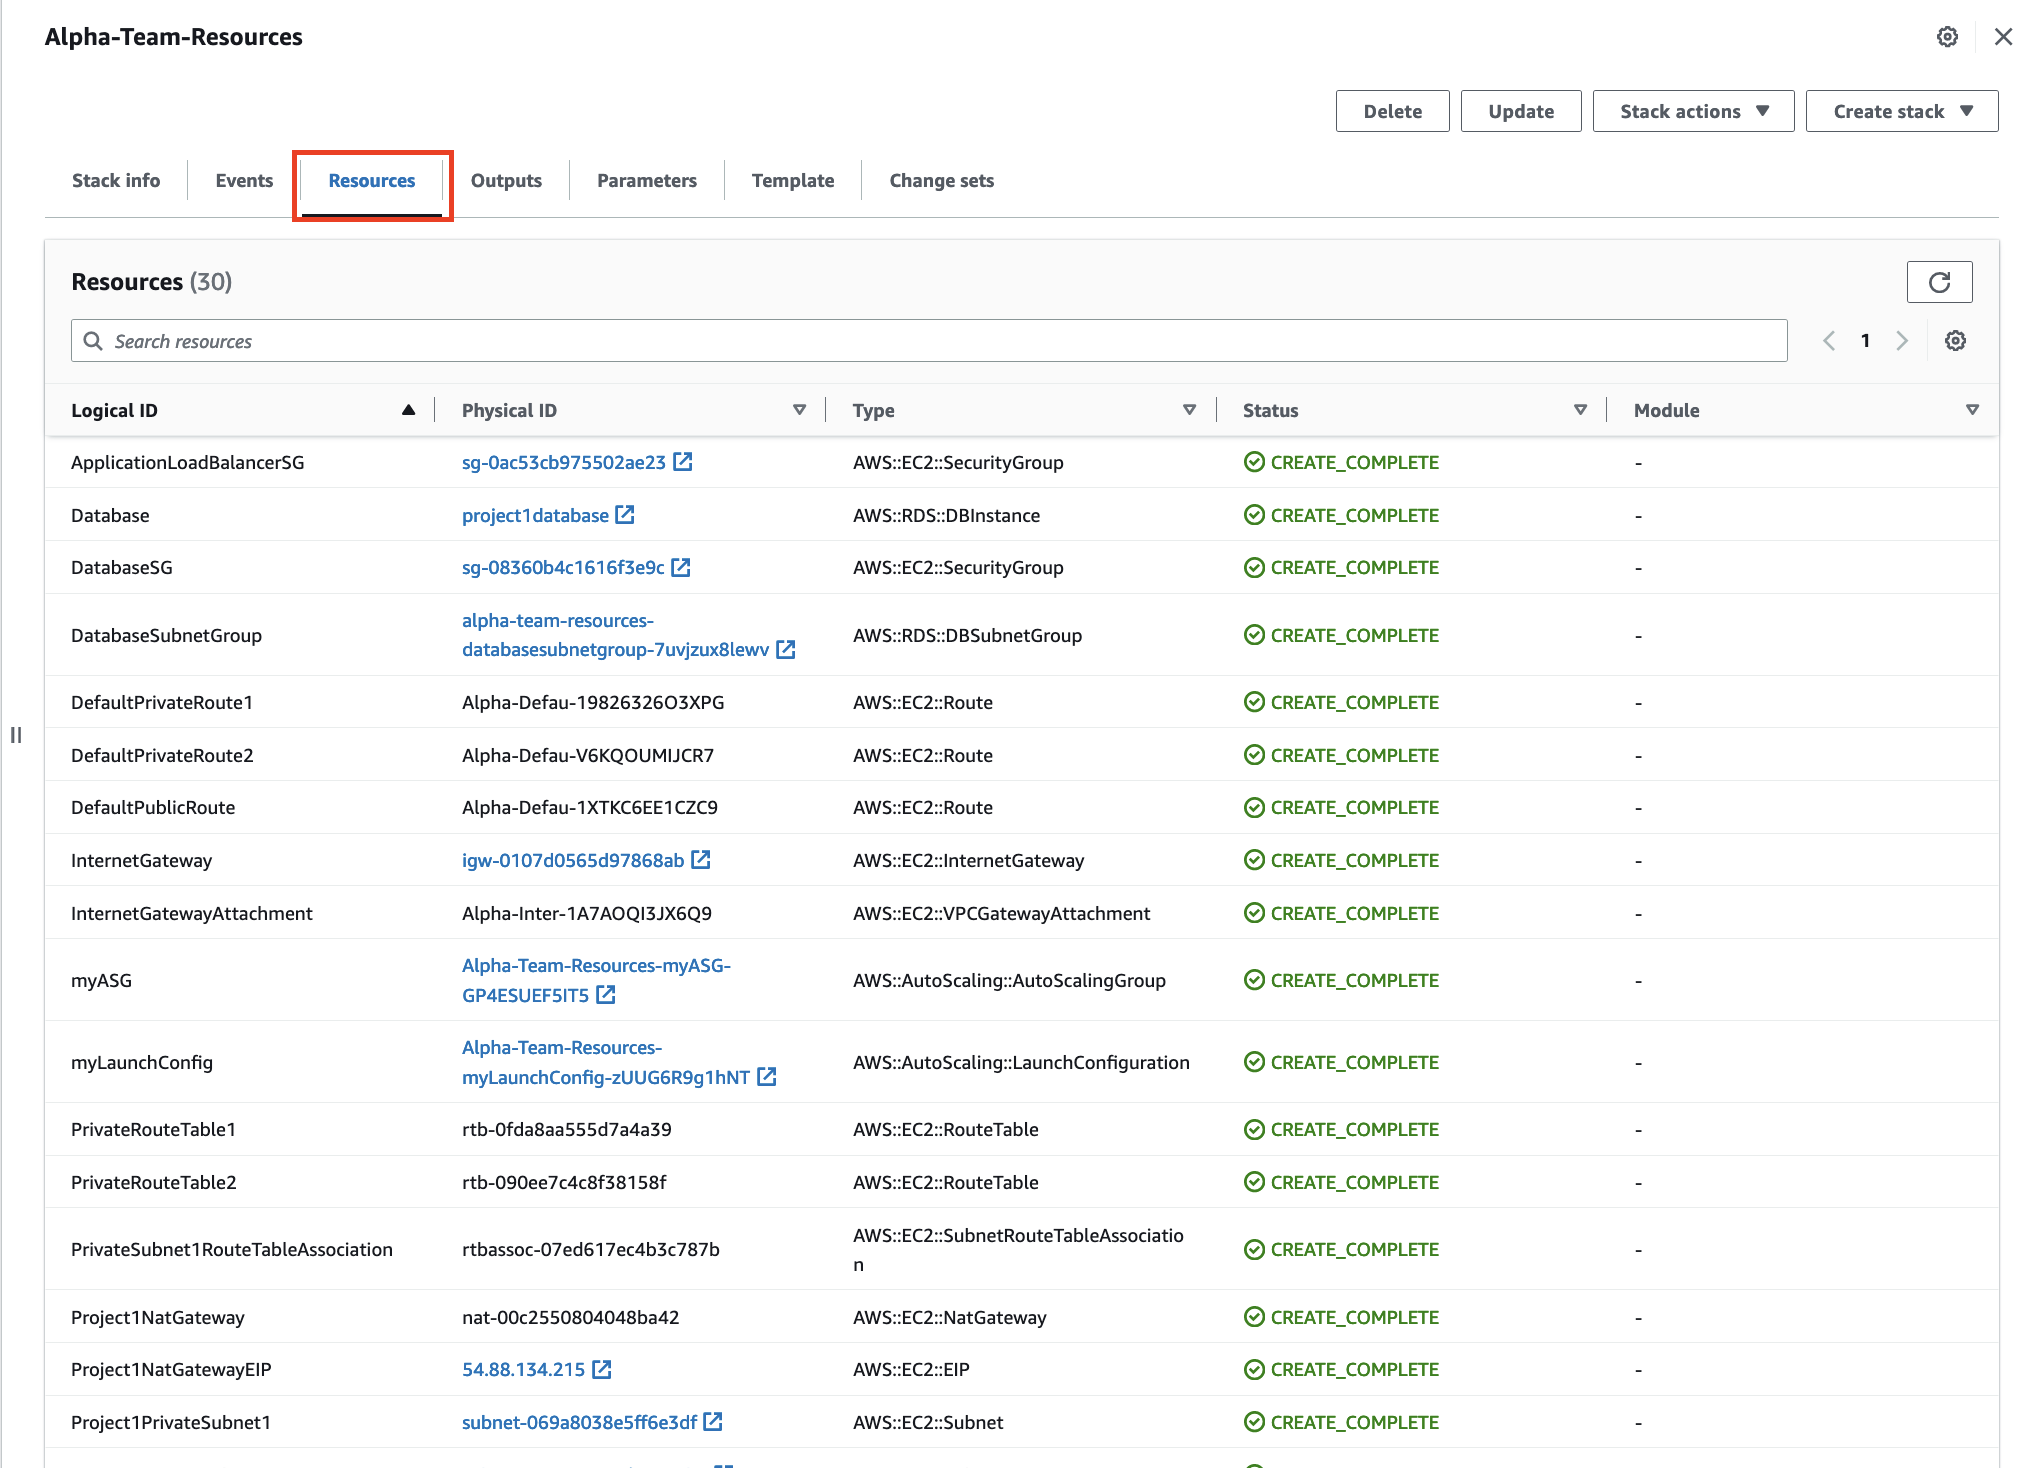 Alpha-Team-Resources
Delete Update Stack actions Create stack
Stack info Events Resources Outputs Parameters Template Change sets
Resources (30)
Search resources 1
Logical ID Physical ID Type Status Module
ApplicationLoadBalancerSG sg-0ac53cb975502ae23 AWS::EC2::SecurityGroup CREATE_COMPLETE -
Database project1database AWS::RDS::DBInstance CREATE_COMPLETE -
DatabaseSG sg-08360b4c1616f3e9c AWS::EC2::SecurityGroup CREATE_COMPLETE -
DatabaseSubnetGroup alpha-team-resources-
databasesubnetgroup-7uvjzux8lewv AWS::RDS::DBSubnetGroup CREATE_COMPLETE -
DefaultPrivateRoute1 Alpha-Defau-19826326O3XPG AWS::EC2::Route CREATE_COMPLETE -
DefaultPrivateRoute2 Alpha-Defau-V6KQOUMIJCR7 AWS::EC2::Route CREATE_COMPLETE -
DefaultPublicRoute Alpha-Defau-1XTKC6EE1CZC9 AWS::EC2::Route CREATE_COMPLETE -
InternetGateway igw-0107d0565d97868ab AWS::EC2::InternetGateway CREATE_COMPLETE -
InternetGatewayAttachment Alpha-Inter-1A7AOQI3JX6Q9 AWS::EC2::VPCGatewayAttachment CREATE_COMPLETE -
myASG Alpha-Team-Resources-myASG-
GP4ESUEF5IT5 AWS::AutoScaling::AutoScalingGroup CREATE_COMPLETE -
myLaunchConfig Alpha-Team-Resources-
myLaunchConfig-zUUG6R9g1hNT AWS::AutoScaling::LaunchConfiguration CREATE_COMPLETE -
PrivateRouteTable1 rtb-0fda8aa555d7a4a39 AWS::EC2::RouteTable CREATE_COMPLETE -
PrivateRouteTable2 rtb-090ee7c4c8f38158f AWS::EC2::RouteTable CREATE_COMPLETE -
PrivateSubnet1RouteTableAssociation rtbassoc-07ed617ec4b3c787b AWS::EC2::SubnetRouteTableAssociatio
n CREATE_COMPLETE -
Project1NatGateway nat-00c2550804048ba42 AWS::EC2::NatGateway CREATE_COMPLETE -
Project1NatGatewayEIP 54.88.134.215 AWS::EC2::EIP CREATE_COMPLETE -
Project1PrivateSubnet1 subnet-069a8038e5ff6e3df AWS::EC2::Subnet CREATE_COMPLETE -